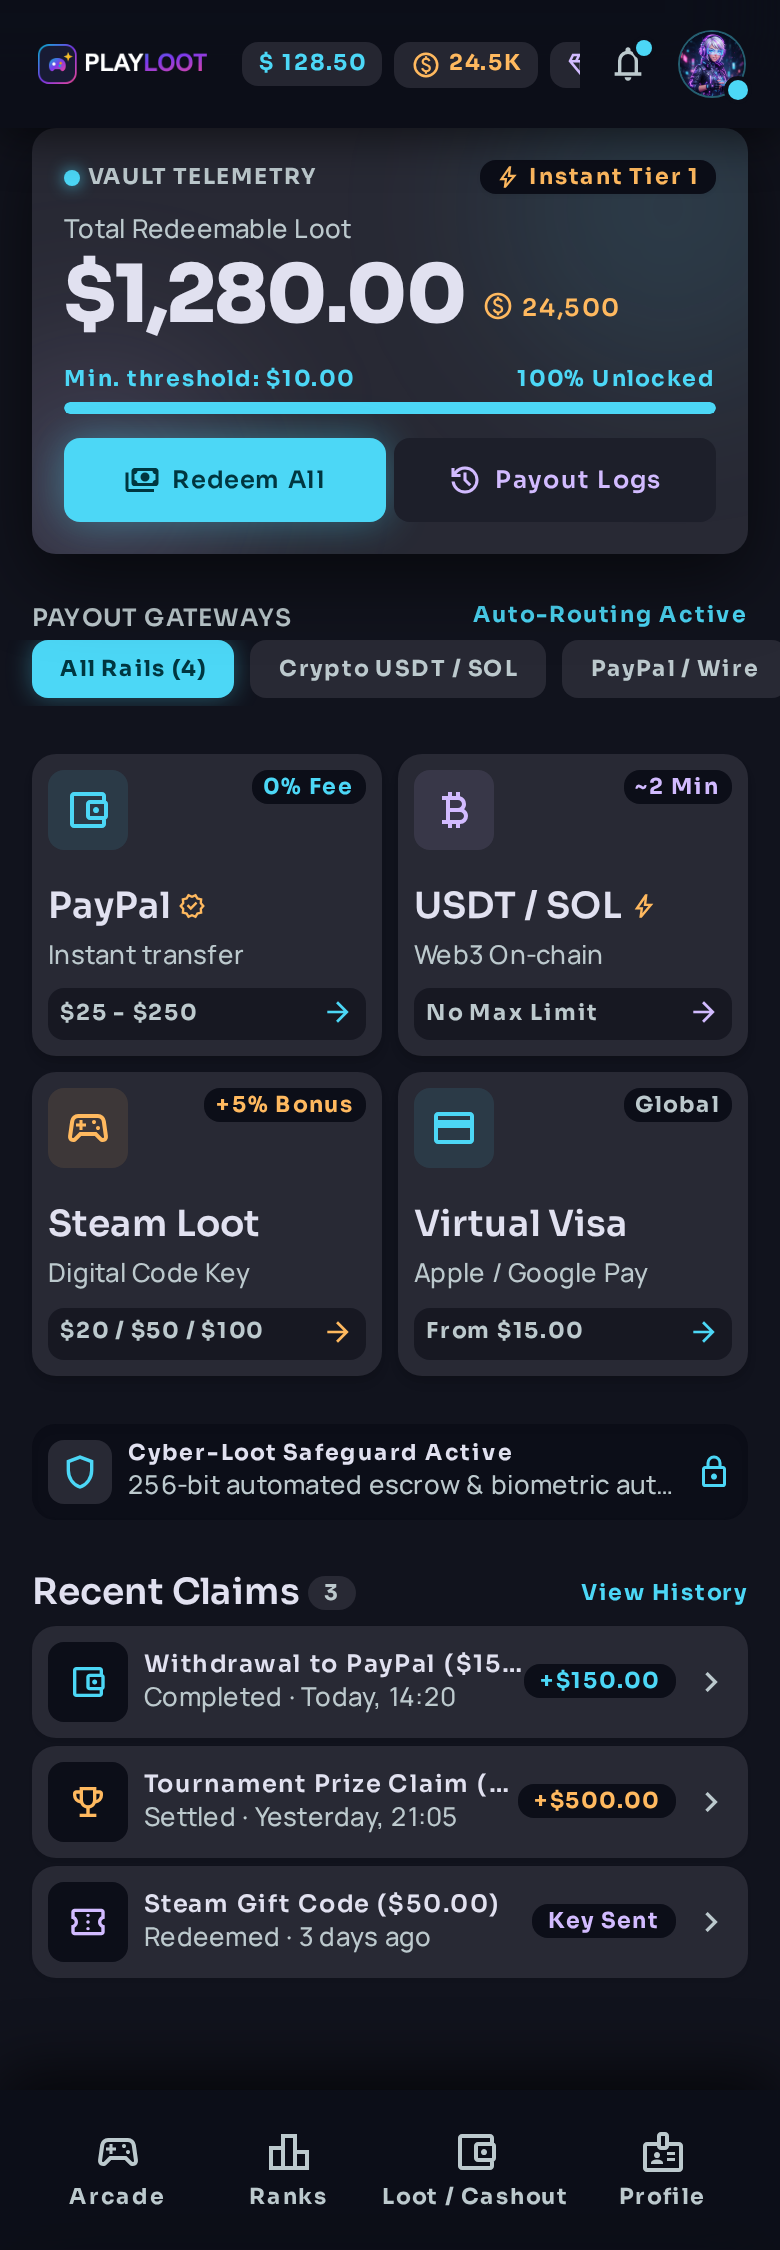 PLAYLOOT
$ 128.50
24.5K
VAULT TELEMETRY
Instant Tier 1
Total Redeemable Loot
$1,280.00
24,500
Min. threshold: $10.00
100% Unlocked
Redeem All
Payout Logs
PAYOUT GATEWAYS
Auto-Routing Active
All Rails (4)
Crypto USDT / SOL
PayPal / Wire
0% Fee
PayPal
Instant transfer
$25 - $250
~2 Min
USDT / SOL
Web3 On-chain
No Max Limit
+5% Bonus
Steam Loot
Digital Code Key
$20 / $50 / $100
Global
Virtual Visa
Apple / Google Pay
From $15.00
Cyber-Loot Safeguard Active
256-bit automated escrow & biometric aut...
Recent Claims
3
View History
Withdrawal to PayPal ($15...
Completed · Today, 14:20
+$150.00
Tournament Prize Claim (...
Settled · Yesterday, 21:05
+$500.00
Steam Gift Code ($50.00)
Redeemed · 3 days ago
Key Sent
Arcade
Ranks
Loot / Cashout
Profile